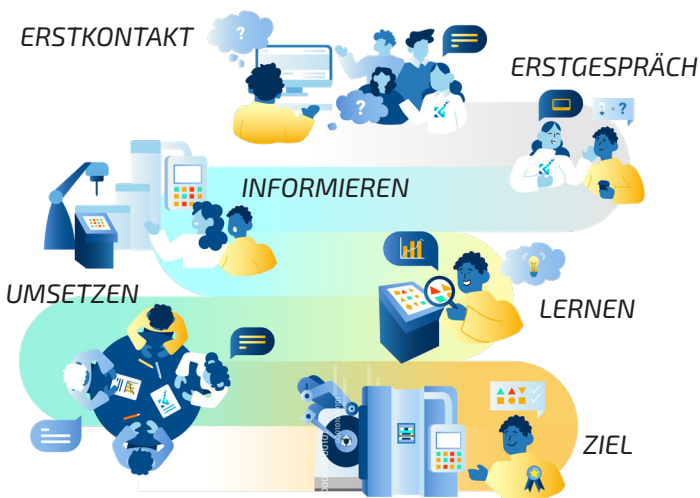 ERSTKONTAKT
?
?
ERSTGESPRÄCH
= ?
INFORMIEREN
LERNEN
UMSETZEN
ZIEL